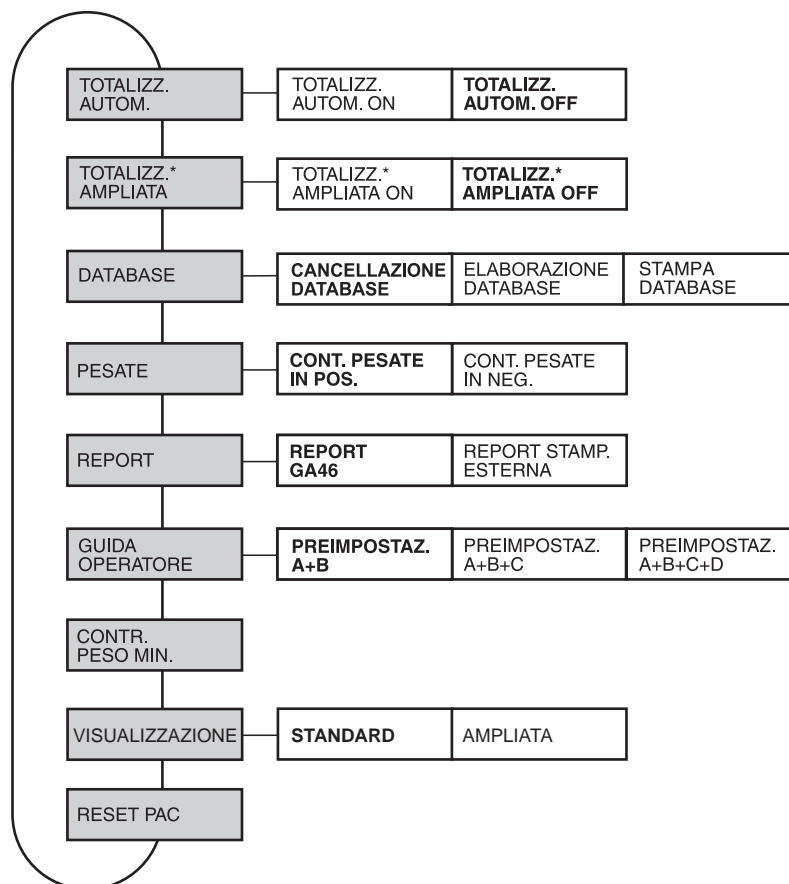 TOTALIZZ.
AUTOM.
TOTALIZZ.
AUTOM. ON
TOTALIZZ.
AUTOM. OFF
TOTALIZZ.*
AMPLIATA
TOTALIZZ.*
AMPLIATA ON
TOTALIZZ.*
AMPLIATA OFF
DATABASE
CANCELLAZIONE
DATABASE
ELABORAZIONE
DATABASE
STAMPA
DATABASE
PESATE
CONT. PESATE
IN POS.
CONT. PESATE
IN NEG.
REPORT
REPORT
GA46
REPORT STAMP.
ESTERNA
GUIDA
OPERATORE
PREIMPOSTAZ.
A+B
PREIMPOSTAZ.
A+B+C
PREIMPOSTAZ.
A+B+C+D
CONTR.
PESO MIN.
VISUALIZZAZIONE
STANDARD
AMPLIATA
RESET PAC